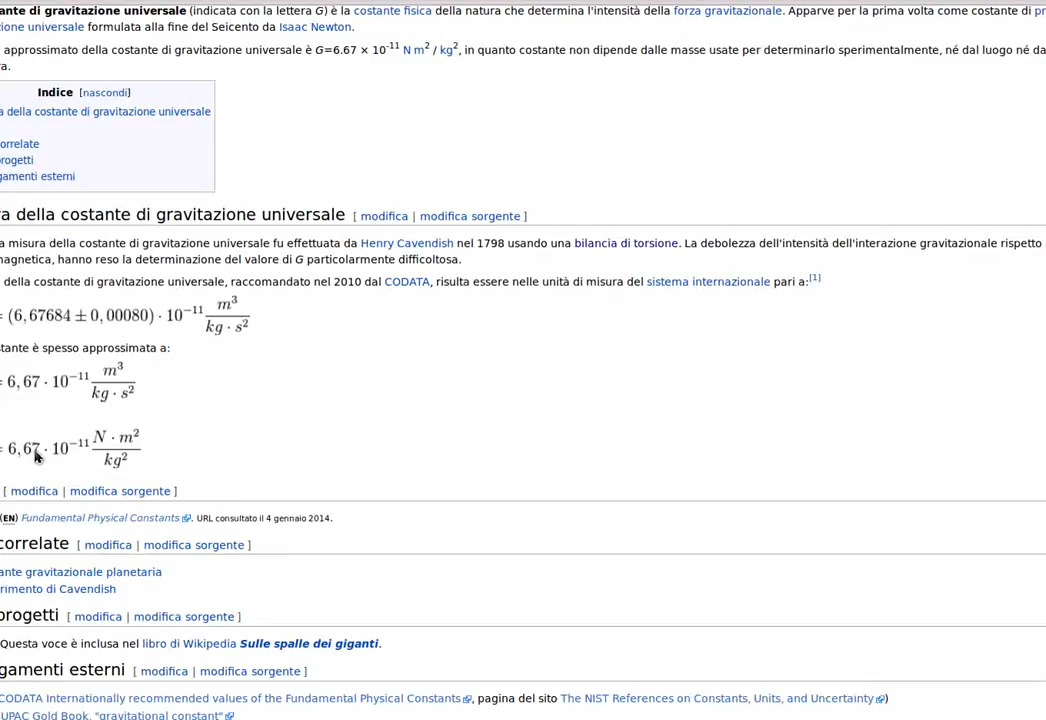 ante di gravitazione universale (indicata con la lettera G) è la costante fisica della natura che determina l'intensità della forza gravitazionale. Apparve per la prima volta come costante di pr
ione universale formulata alla fine del Seicento da Isaac Newton.
approssimato della costante di gravitazione universale è G=6.67 × 10⁻¹¹ N m² / kg², in quanto costante non dipende dalle masse usate per determinarlo sperimentalmente, né dal luogo né da
ra.
Indice [nascondi]
a della costante di gravitazione universale
orrelate
rogetti
gamenti esterni
ra della costante di gravitazione universale [ modifica | modifica sorgente ]
a misura della costante di gravitazione universale fu effettuata da Henry Cavendish nel 1798 usando una bilancia di torsione. La debolezza dell'intensità dell'interazione gravitazionale rispetto
nagnetica, hanno reso la determinazione del valore di G particolarmente difficoltosa.
della costante di gravitazione universale, raccomandato nel 2010 dal CODATA, risulta essere nelle unità di misura del sistema internazionale pari a:[1]
= (6,67684 ± 0,00080) · 10⁻¹¹ m³ / kg · s²
stante è spesso approssimata a:
= 6,67 · 10⁻¹¹ m³ / kg · s²
= 6,67 · 10⁻¹¹ N · m² / kg²
[ modifica | modifica sorgente ]
(EN) Fundamental Physical Constants. URL consultato il 4 gennaio 2014.
correlate [ modifica | modifica sorgente ]
ante gravitazionale planetaria
rimento di Cavendish
progetti [ modifica | modifica sorgente ]
Questa voce è inclusa nel libro di Wikipedia Sulle spalle dei giganti.
gamenti esterni [ modifica | modifica sorgente ]
CODATA Internationally recommended values of the Fundamental Physical Constants, pagina del sito The NIST References on Constants, Units, and Uncertainty)
UPAC Gold Book, "gravitational constant"